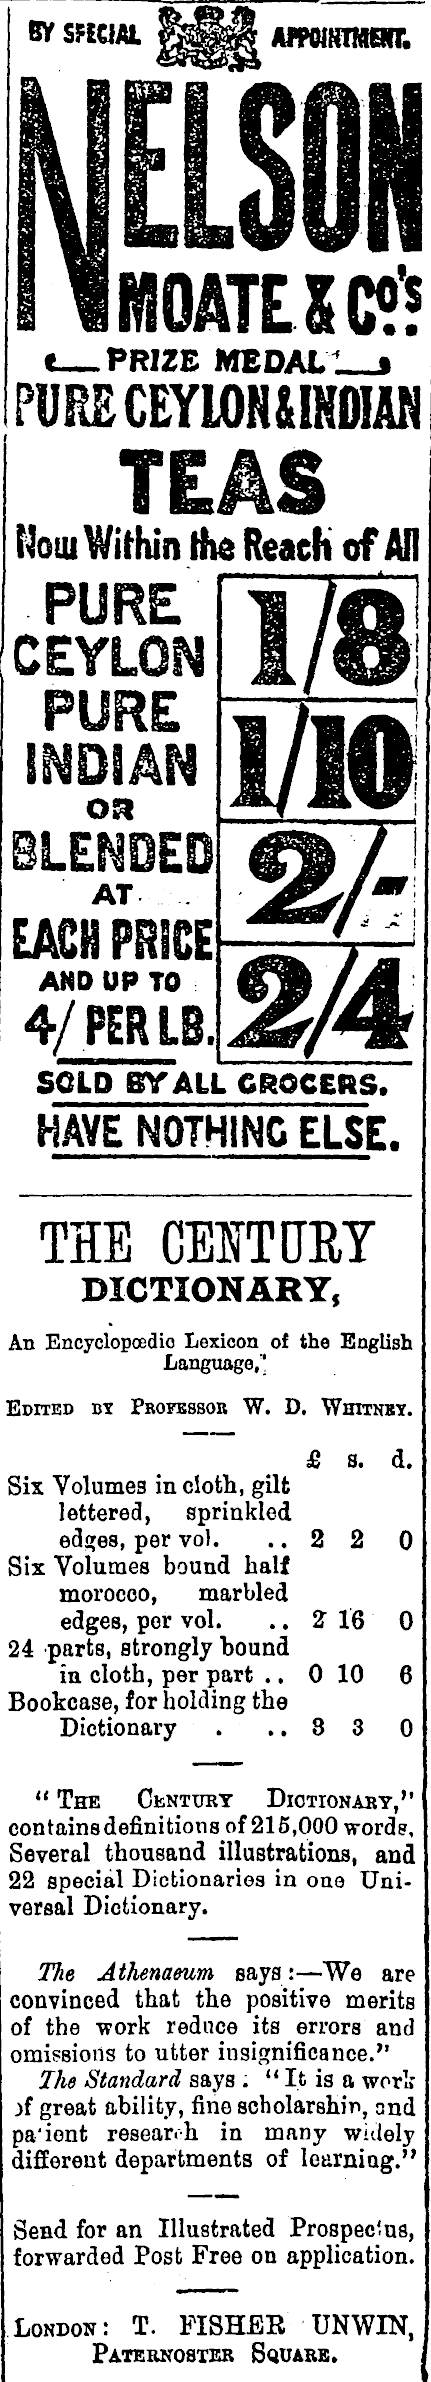 BY SPECIAL APPOINTMENT.
NELSON
MOATE & Co's
PRIZE MEDAL
PURE CEYLON & INDIAN
TEAS
Now Within the Reach of All
PURE
CEYLON
PURE
INDIAN
OR
BLENDED
AT
EACH PRICE
AND UP TO
4/ PER LB.
1/8
1/10
2/-
2/4
SOLD BY ALL GROCERS.
HAVE NOTHING ELSE.
THE CENTURY
DICTIONARY,
An Encyclopœdic Lexicon of the English
Language,
EDITED BY PROFESSOR W. D. WHITNEY.
£ s. d.
Six Volumes in cloth, gilt
lettered, sprinkled
edges, per vol. .. 2 2 0
Six Volumes bound half
morocco, marbled
edges, per vol. .. 2 16 0
24 parts, strongly bound
in cloth, per part .. 0 10 6
Bookcase, for holding the
Dictionary . .. 3 3 0
"THE CENTURY DICTIONARY,"
contains definitions of 215,000 words,
Several thousand illustrations, and
22 special Dictionaries in one Uni-
versal Dictionary.
The Athenaeum says:—We are
convinced that the positive merits
of the work reduce its errors and
omissions to utter insignificance."
The Standard says: "It is a work
of great ability, fine scholarship, and
patient research in many widely
different departments of learning."
Send for an Illustrated Prospectus,
forwarded Post Free on application.
LONDON: T. FISHER UNWIN,
PATERNOSTER SQUARE.